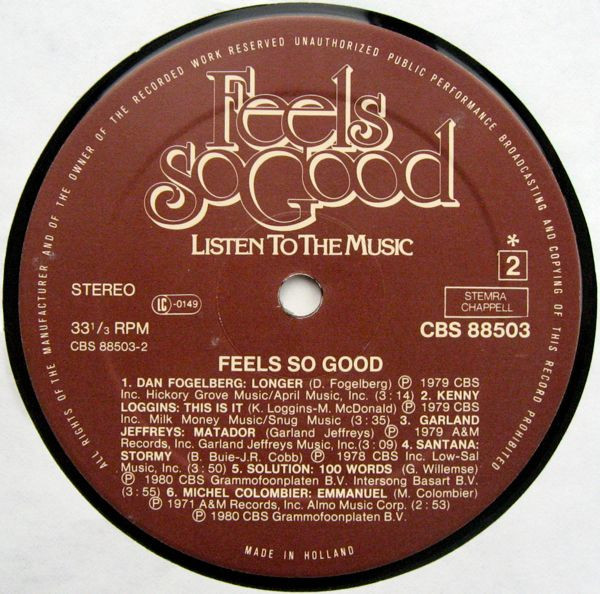 ALL RIGHTS OF THE MANUFACTURER AND OF THE OWNER OF THE RECORDED WORK RESERVED UNAUTHORIZED PUBLIC PERFORMANCE BROADCASTING AND COPYING OF THIS RECORD PROHIBITED
Feels
So Good
LISTEN TO THE MUSIC
*
2
STEREO
LC -0149
STEMRA
CHAPPELL
33 1/3 RPM
CBS 88503
CBS 88503-2
FEELS SO GOOD
1. DAN FOGELBERG: LONGER (D. Fogelberg) Ⓟ 1979 CBS
Inc. Hickory Grove Music/April Music, Inc. (3 : 14) 2. KENNY
LOGGINS: THIS IS IT (K. Loggins-M. McDonald) Ⓟ 1979 CBS
Inc. Milk Money Music/Snug Music (3 : 35) 3. GARLAND
JEFFREYS: MATADOR (Garland Jeffreys) Ⓟ 1979 A&M
Records, Inc. Garland Jeffreys Music, Inc. (3 : 09) 4. SANTANA:
STORMY (B. Buie-J.R. Cobb) Ⓟ 1978 CBS Inc. Low-Sal
Music, Inc. (3 : 50) 5. SOLUTION: 100 WORDS (G. Willemse)
Ⓟ 1980 CBS Grammofoonplaten B.V. Intersong Basart B.V.
(3 : 55) 6. MICHEL COLOMBIER: EMMANUEL (M. Colombier)
Ⓟ 1971 A&M Records, Inc. Almo Music Corp. (2 : 53)
Ⓟ 1980 CBS Grammofoonplaten B.V.
MADE IN HOLLAND